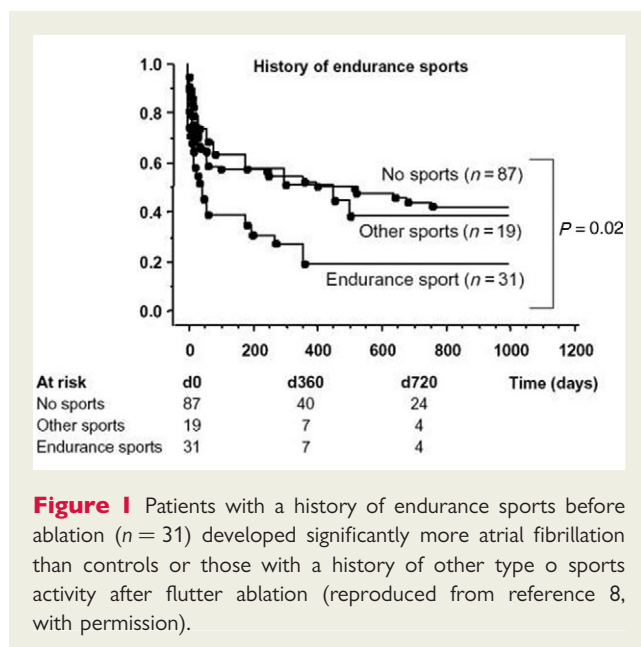 History of endurance sports
1.0
0.8
0.6
0.4
0.2
0.0
No sports (n = 87)
Other sports (n = 19)
Endurance sport (n = 31)
P = 0.02
0 200 400 600 800 1000 1200
At risk d0 d360 d720 Time (days)
No sports 87 40 24
Other sports 19 7 4
Endurance sports 31 7 4
Figure 1 Patients with a history of endurance sports before
ablation (n = 31) developed significantly more atrial fibrillation
than controls or those with a history of other type o sports
activity after flutter ablation (reproduced from reference 8,
with permission).